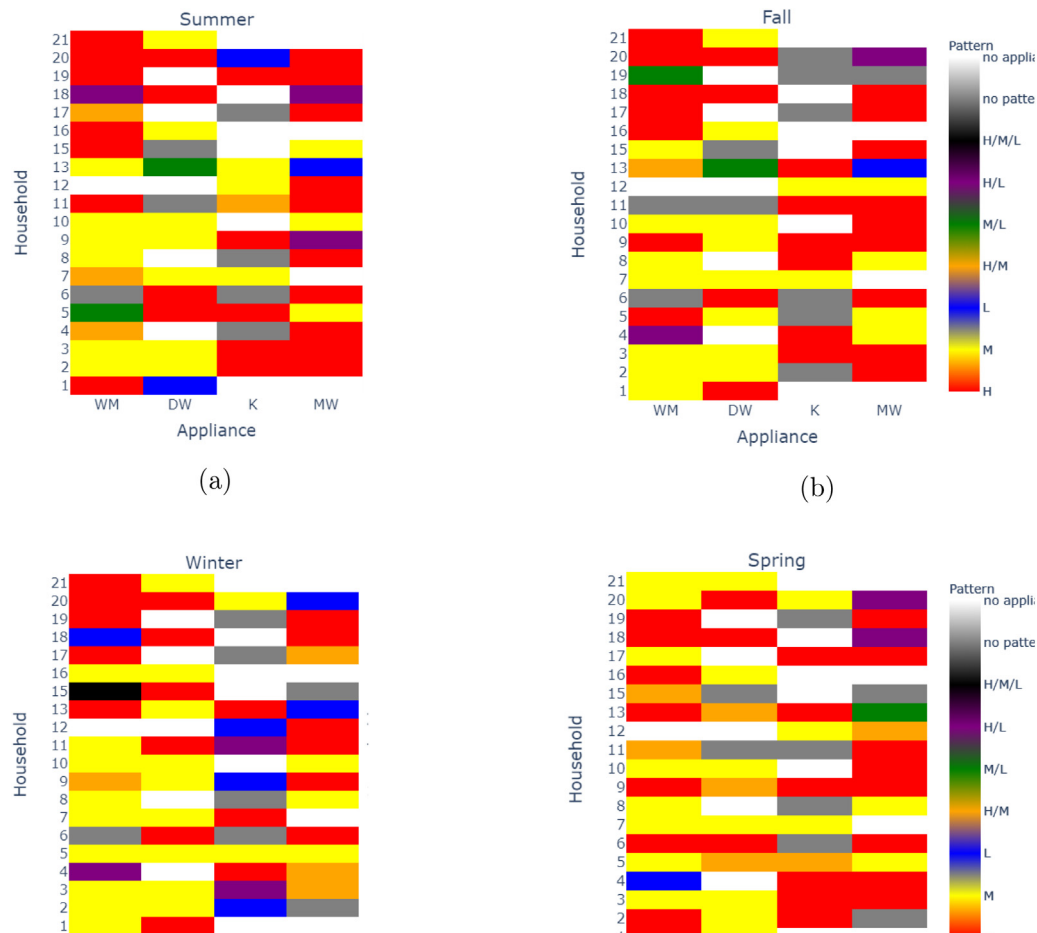 Summer
Household
21
20
19
18
17
16
15
13
12
11
10
9
8
7
6
5
4
3
2
1
WM DW K MW
Appliance
(a)
Fall
Household
21
20
19
18
17
16
15
13
12
11
10
9
8
7
6
5
4
3
2
1
WM DW K MW
Appliance
Pattern
no appli
no patte
H/M/L
H/L
M/L
H/M
L
M
H
(b)
Winter
Household
21
20
19
18
17
16
15
13
12
11
10
9
8
7
6
5
4
3
2
1
Spring
Household
21
20
19
18
17
16
15
13
12
11
10
9
8
7
6
5
4
3
2
Pattern
no appli
no patte
H/M/L
H/L
M/L
H/M
L
M